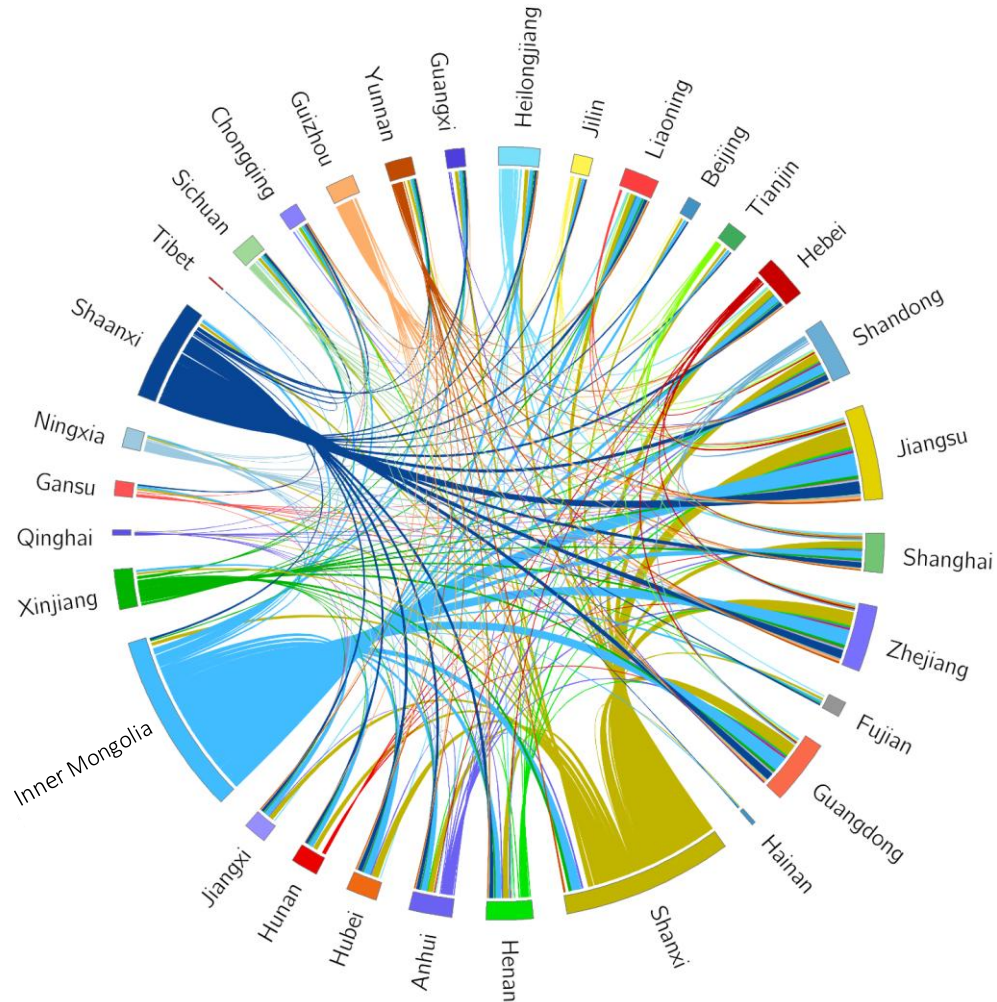 Heilongjiang
Jilin
Liaoning
Beijing
Tianjin
Hebei
Shandong
Jiangsu
Shanghai
Zhejiang
Fujian
Guangdong
Hainan
Shanxi
Henan
Anhui
Hubei
Hunan
Jiangxi
Inner Mongolia
Xinjiang
Qinghai
Gansu
Ningxia
Shaanxi
Tibet
Sichuan
Chongqing
Guizhou
Yunnan
Guangxi